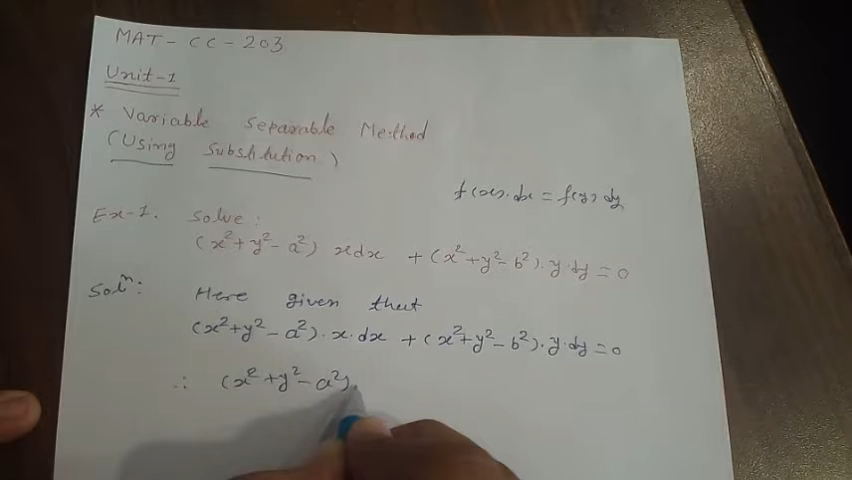 MAT - CC - 203
Unit-1
* Variable Separable Method
(Using Substitution)
f(x).dx = f(y) dy
Ex-1. Solve:
(x²+y²-a²) xdx + (x²+y²-b²).y.dy = 0
Solⁿ: Here given that
(x²+y²-a²).x.dx + (x²+y²-b²).y.dy = 0
∴ (x²+y²-a²).